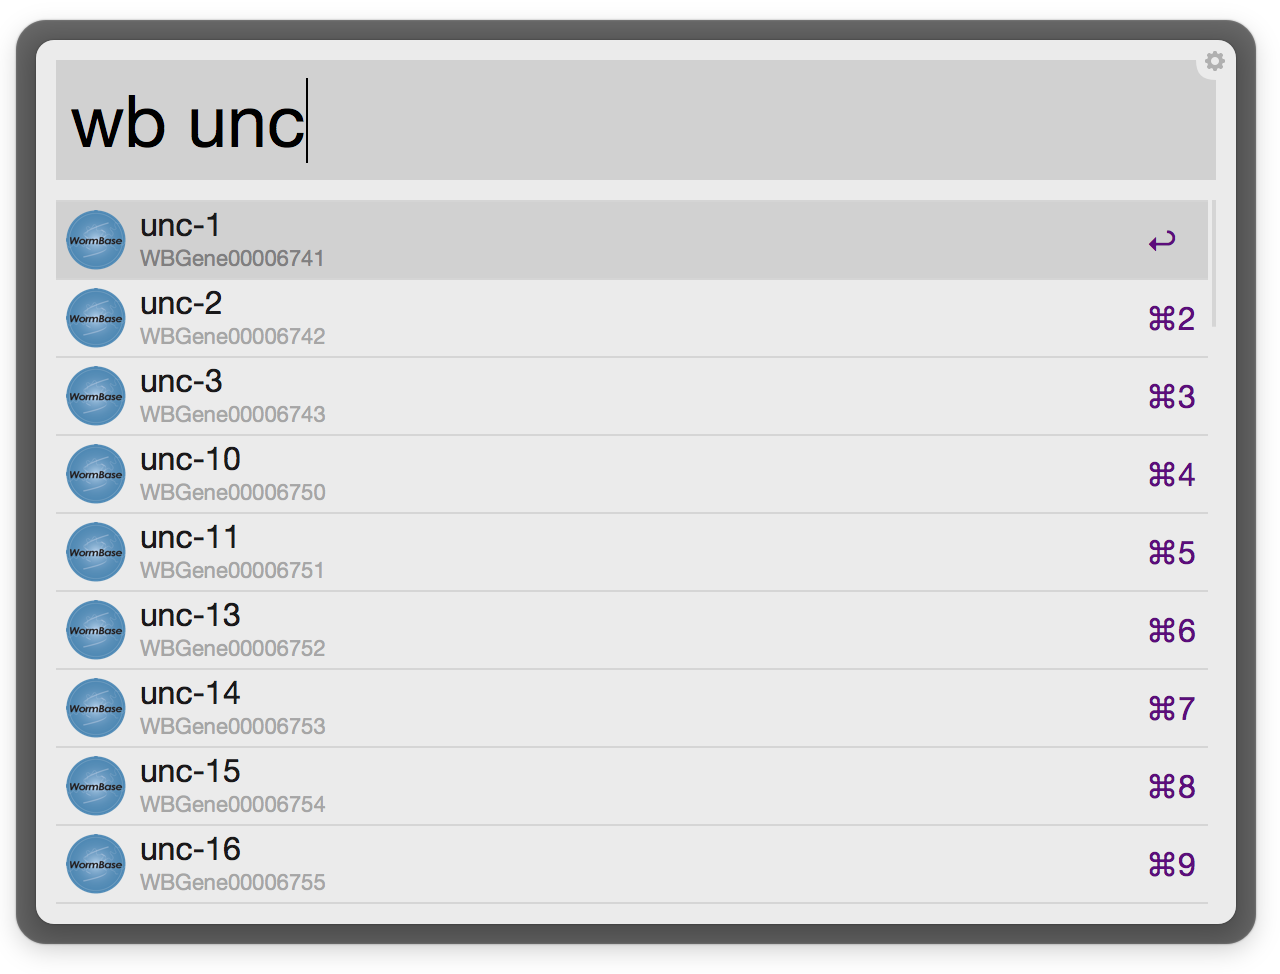 wb unc
WormBase
unc-1
WBGene00006741
↩
WormBase
unc-2
WBGene00006742
⌘2
WormBase
unc-3
WBGene00006743
⌘3
WormBase
unc-10
WBGene00006750
⌘4
WormBase
unc-11
WBGene00006751
⌘5
WormBase
unc-13
WBGene00006752
⌘6
WormBase
unc-14
WBGene00006753
⌘7
WormBase
unc-15
WBGene00006754
⌘8
WormBase
unc-16
WBGene00006755
⌘9